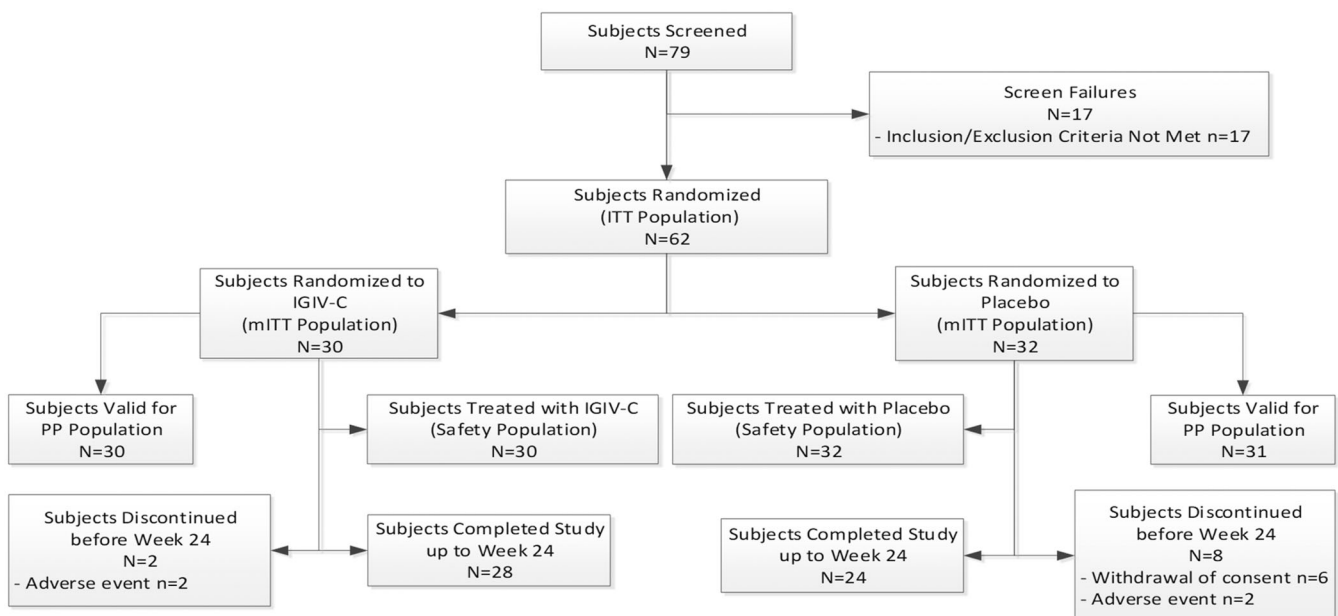 Subjects Screened
N=79
Screen Failures
N=17
- Inclusion/Exclusion Criteria Not Met n=17
Subjects Randomized
(ITT Population)
N=62
Subjects Randomized to
IGIV-C
(mITT Population)
N=30
Subjects Randomized to
Placebo
(mITT Population)
N=32
Subjects Valid for
PP Population
N=30
Subjects Treated with IGIV-C
(Safety Population)
N=30
Subjects Treated with Placebo
(Safety Population)
N=32
Subjects Valid for
PP Population
N=31
Subjects Discontinued
before Week 24
N=2
- Adverse event n=2
Subjects Completed Study
up to Week 24
N=28
Subjects Completed Study
up to Week 24
N=24
Subjects Discontinued
before Week 24
N=8
- Withdrawal of consent n=6
- Adverse event n=2